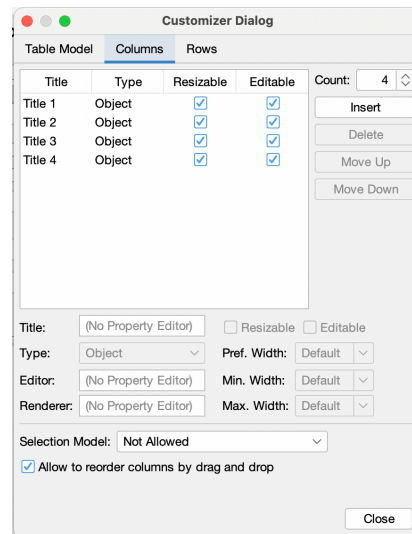 Customizer Dialog
Table Model Columns Rows
Title Type Resizable Editable
Title 1 Object
Title 2 Object
Title 3 Object
Title 4 Object
Count: 4
Insert
Delete
Move Up
Move Down
Title: (No Property Editor) Resizable Editable
Type: Object Pref. Width: Default
Editor: (No Property Editor) Min. Width: Default
Renderer: (No Property Editor) Max. Width: Default
Selection Model: Not Allowed
Allow to reorder columns by drag and drop
Close